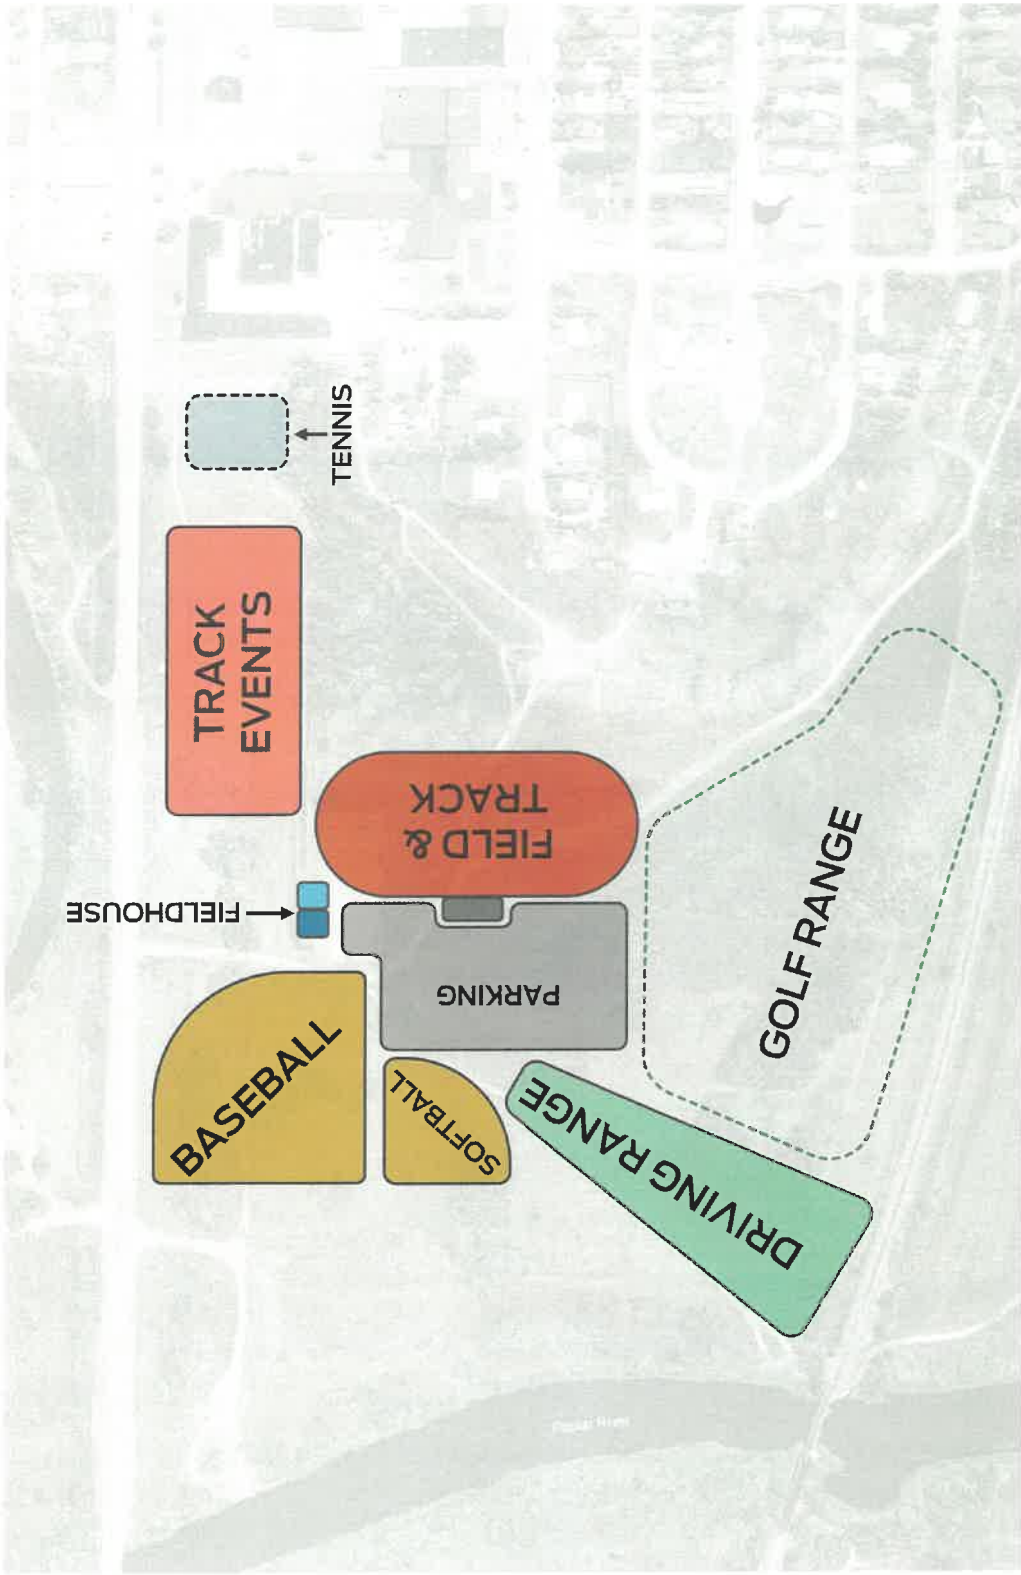 TENNIS
TRACK
EVENTS
FIELD &
TRACK
FIELDHOUSE
PARKING
BASEBALL
SOFTBALL
DRIVING RANGE
GOLF RANGE